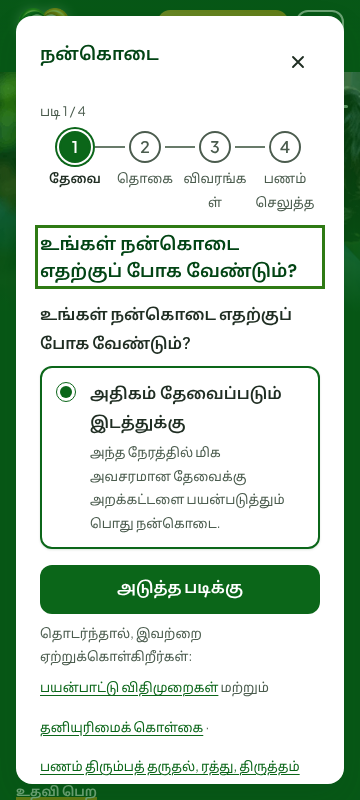 நன்கொடை
படி 1 / 4
1
2
3
4
தேவை
தொகை
விவரங்க
ள்
பணம்
செலுத்த
உங்கள் நன்கொடை
எதற்குப் போக வேண்டும்?
உங்கள் நன்கொடை எதற்குப்
போக வேண்டும்?
அதிகம் தேவைப்படும்
இடத்துக்கு
அந்த நேரத்தில் மிக
அவசரமான தேவைக்கு
அறக்கட்டளை பயன்படுத்தும்
பொது நன்கொடை.
அடுத்த படிக்கு
தொடர்ந்தால், இவற்றை
ஏற்றுக்கொள்கிறீர்கள்:
பயன்பாட்டு விதிமுறைகள் மற்றும்
தனியுரிமைக் கொள்கை ·
பணம் திரும்பத் தருதல், ரத்து, திருத்தம்
உதவி பெற